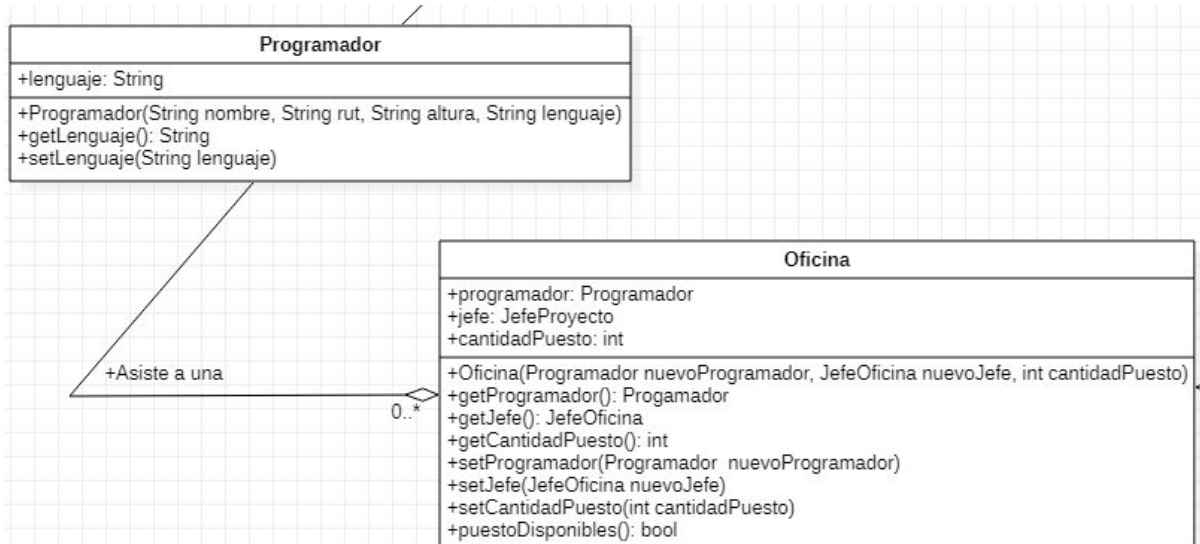 Programador
+lenguaje: String
+Programador(String nombre, String rut, String altura, String lenguaje)
+getLenguaje(): String
+setLenguaje(String lenguaje)
Oficina
+programador: Programador
+jefe: JefeProyecto
+cantidadPuesto: int
+Asiste a una
0..*
+Oficina(Programador nuevoProgramador, JefeOficina nuevoJefe, int cantidadPuesto)
+getProgramador(): Progamador
+getJefe(): JefeOficina
+getCantidadPuesto(): int
+setProgramador(Programador nuevoProgramador)
+setJefe(JefeOficina nuevoJefe)
+setCantidadPuesto(int cantidadPuesto)
+puestoDisponibles(): bool